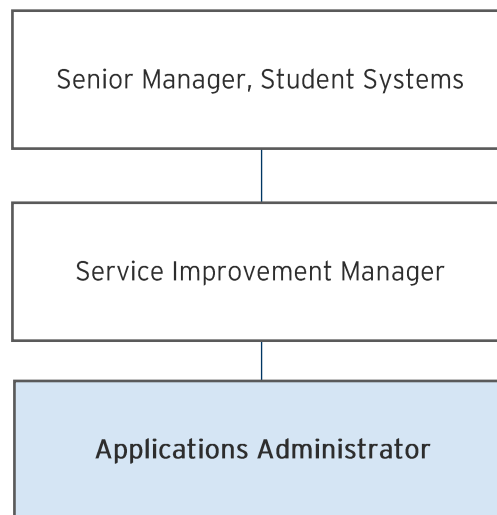 Senior Manager, Student Systems
Service Improvement Manager
Applications Administrator